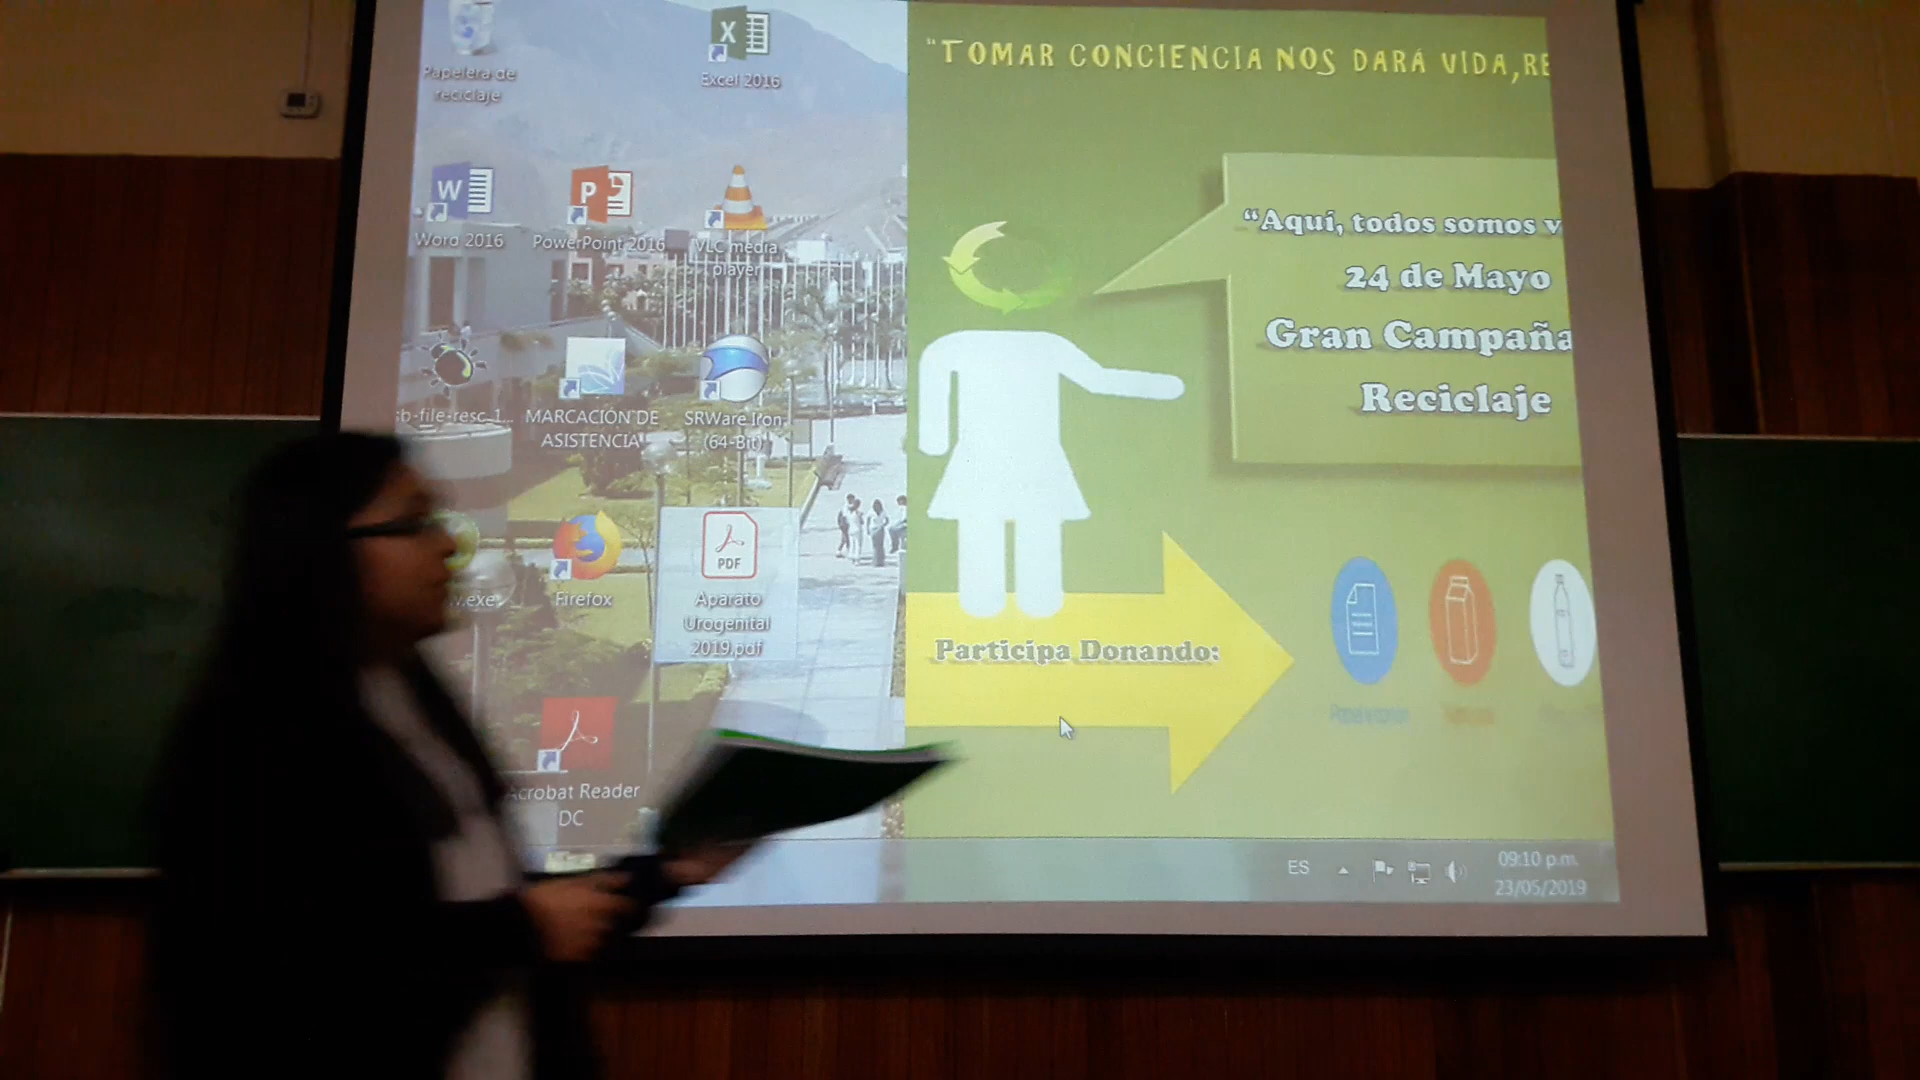 Papelera de
reciclaje
Excel 2016
Word 2016
PowerPoint 2016
VLC media
player
MARCACIÓN DE
ASISTENCIA
SRWare Iron
(64-Bit)
Firefox
PDF
Aparato
Urogenital
2019.pdf
Acrobat Reader
DC
"TOMAR CONCIENCIA NOS DARÁ VIDA,RE
"Aquí, todos somos v
24 de Mayo
Gran Campaña
Reciclaje
Participa Donando:
ES
09:10 p.m.
23/05/2019